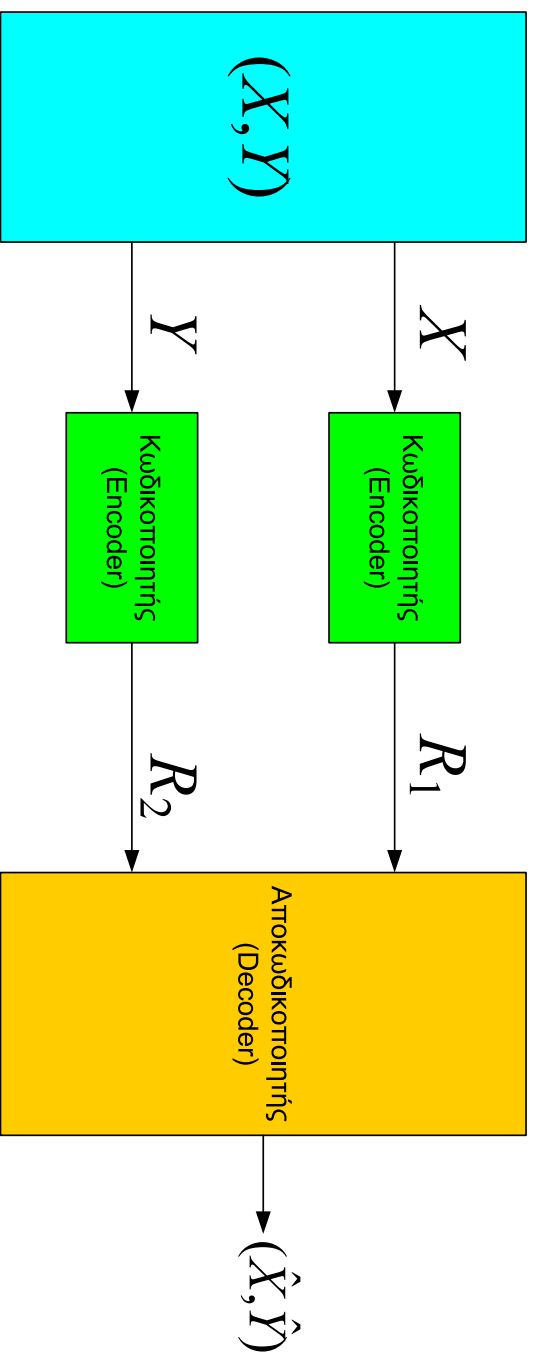 (X,Y)
X
Κωδικοποιητής
(Encoder)
R₁
Y
Κωδικοποιητής
(Encoder)
R₂
Αποκωδικοποιητής
(Decoder)
(X̂,Ŷ)